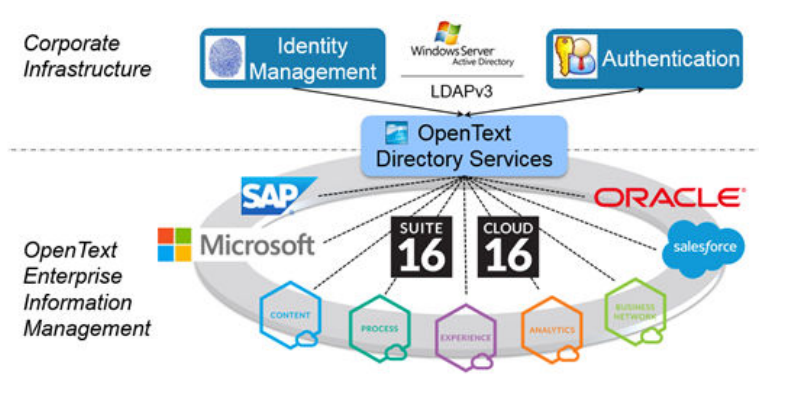 Corporate
Infrastructure
Identity
Management
Windows Server
Active Directory
LDAPv3
Authentication
OpenText
Directory Services
SAP
ORACLE
Microsoft
SUITE
16
CLOUD
16
salesforce
OpenText
Enterprise
Information
Management
CONTENT
PROCESS
EXPERIENCE
ANALYTICS
BUSINESS
NETWORK